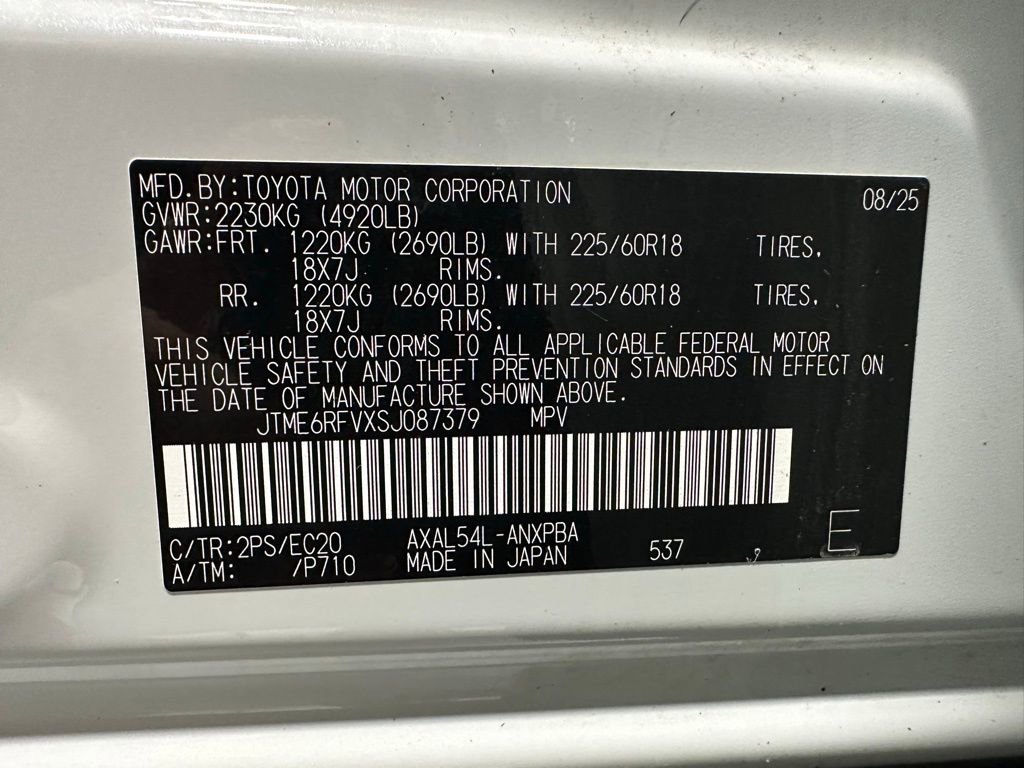 MFD.BY:TOYOTA MOTOR CORPORATION 08/25
GVWR:2230KG (4920LB)
GAWR:FRT. 1220KG (2690LB) WITH 225/60R18 TIRES,
18X7J RIMS.
RR. 1220KG (2690LB) WITH 225/60R18 TIRES,
18X7J RIMS.
THIS VEHICLE CONFORMS TO ALL APPLICABLE FEDERAL MOTOR
VEHICLE SAFETY AND THEFT PREVENTION STANDARDS IN EFFECT ON
THE DATE OF MANUFACTURE SHOWN ABOVE.
JTME6RFVXSJ087379 MPV
C/TR:2PS/EC20 AXAL54L-ANXPBA 537 E
A/TM: /P710 MADE IN JAPAN